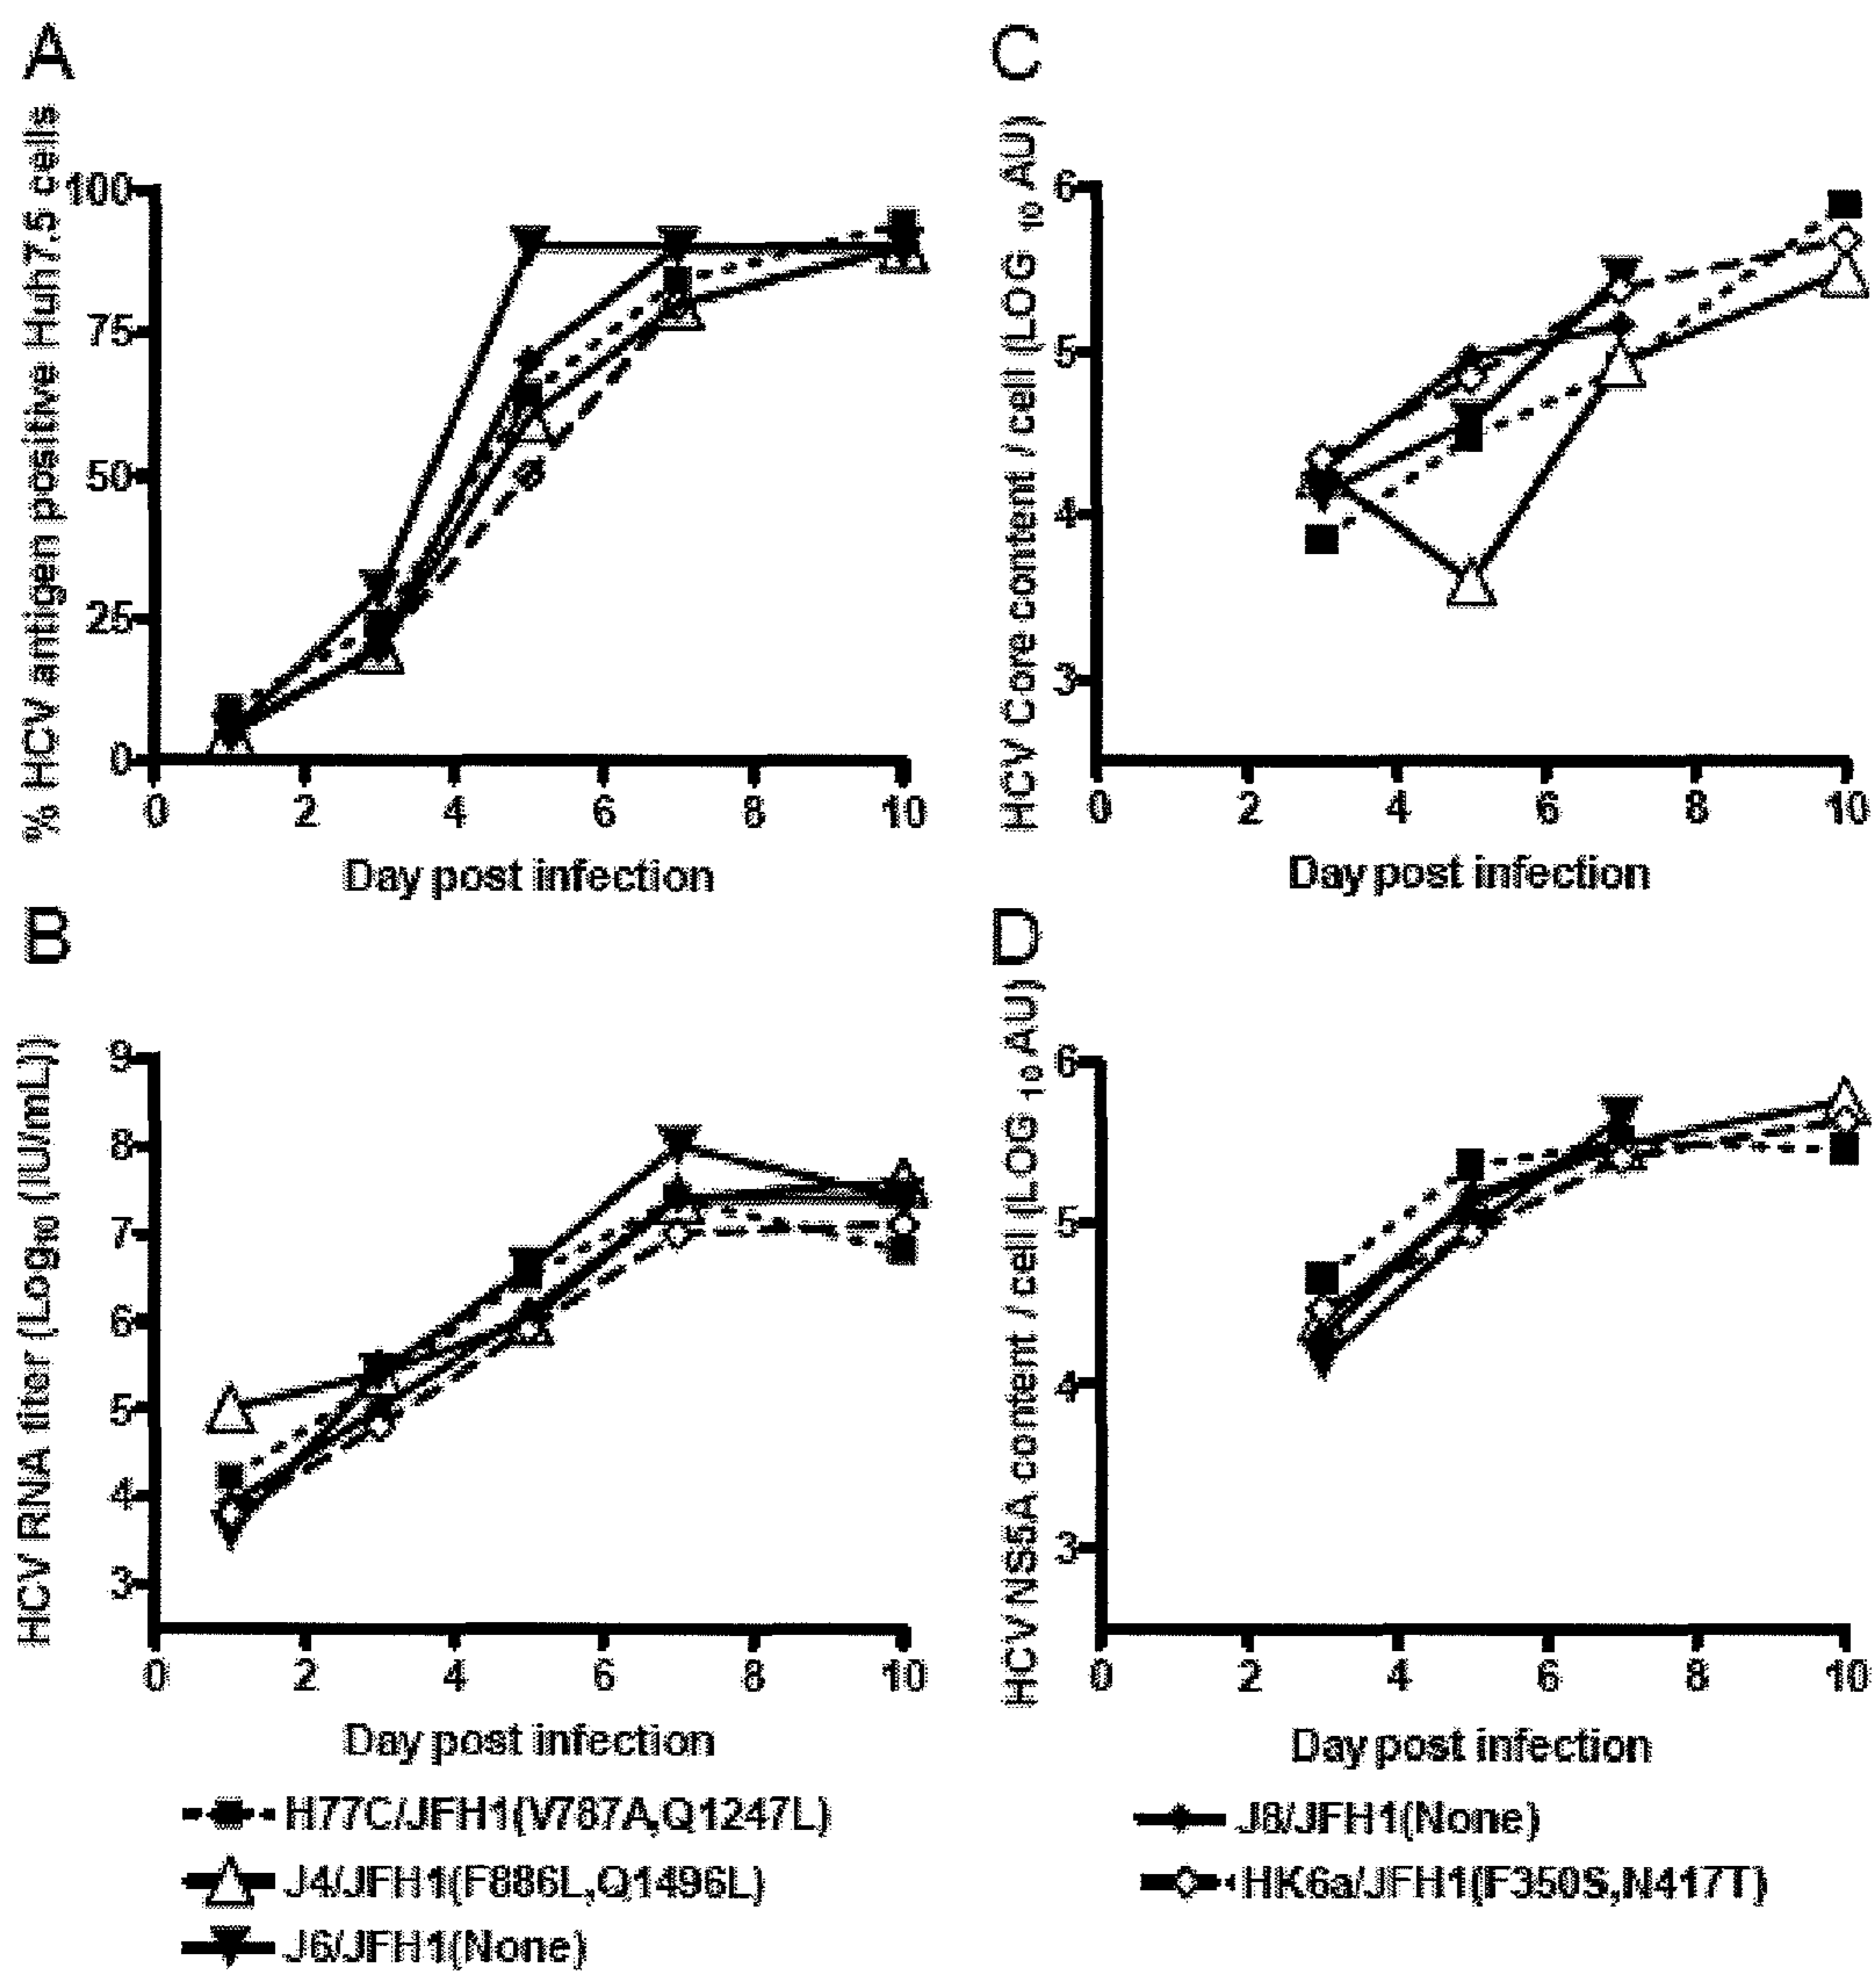 A
% HCV antigen positive Huh7.5 cells
100
75
50
25
0
0 2 4 6 8 10
Day post infection
C
HCV Core content / cell (LOG 10 AU)
6
5
4
3
0 2 4 6 8 10
Day post infection
B
HCV RNA titer (Log10 (IU/mL))
9
8
7
6
5
4
3
0 2 4 6 8 10
Day post infection
D
HCV NS5A content / cell (LOG 10 AU)
6
5
4
3
0 2 4 6 8 10
Day post infection
H77C/JFH1(V787A,Q1247L)
J4/JFH1(F886L,Q1496L)
J6/JFH1(None)
J8/JFH1(None)
HK6a/JFH1(F350S,N417T)